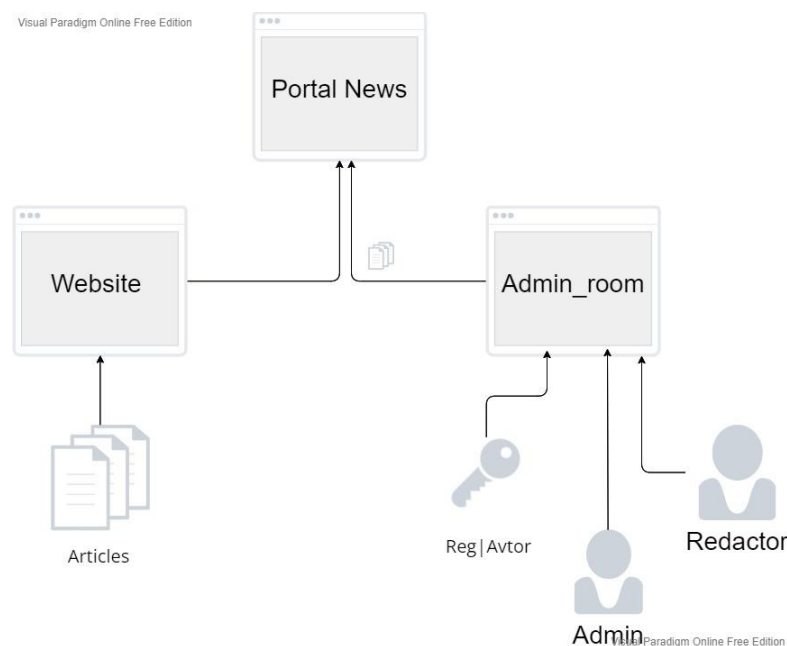 Visual Paradigm Online Free Edition
Portal News
Website
Admin_room
Articles
Reg|Avtor
Redactor
Admin
Visual Paradigm Online Free Edition